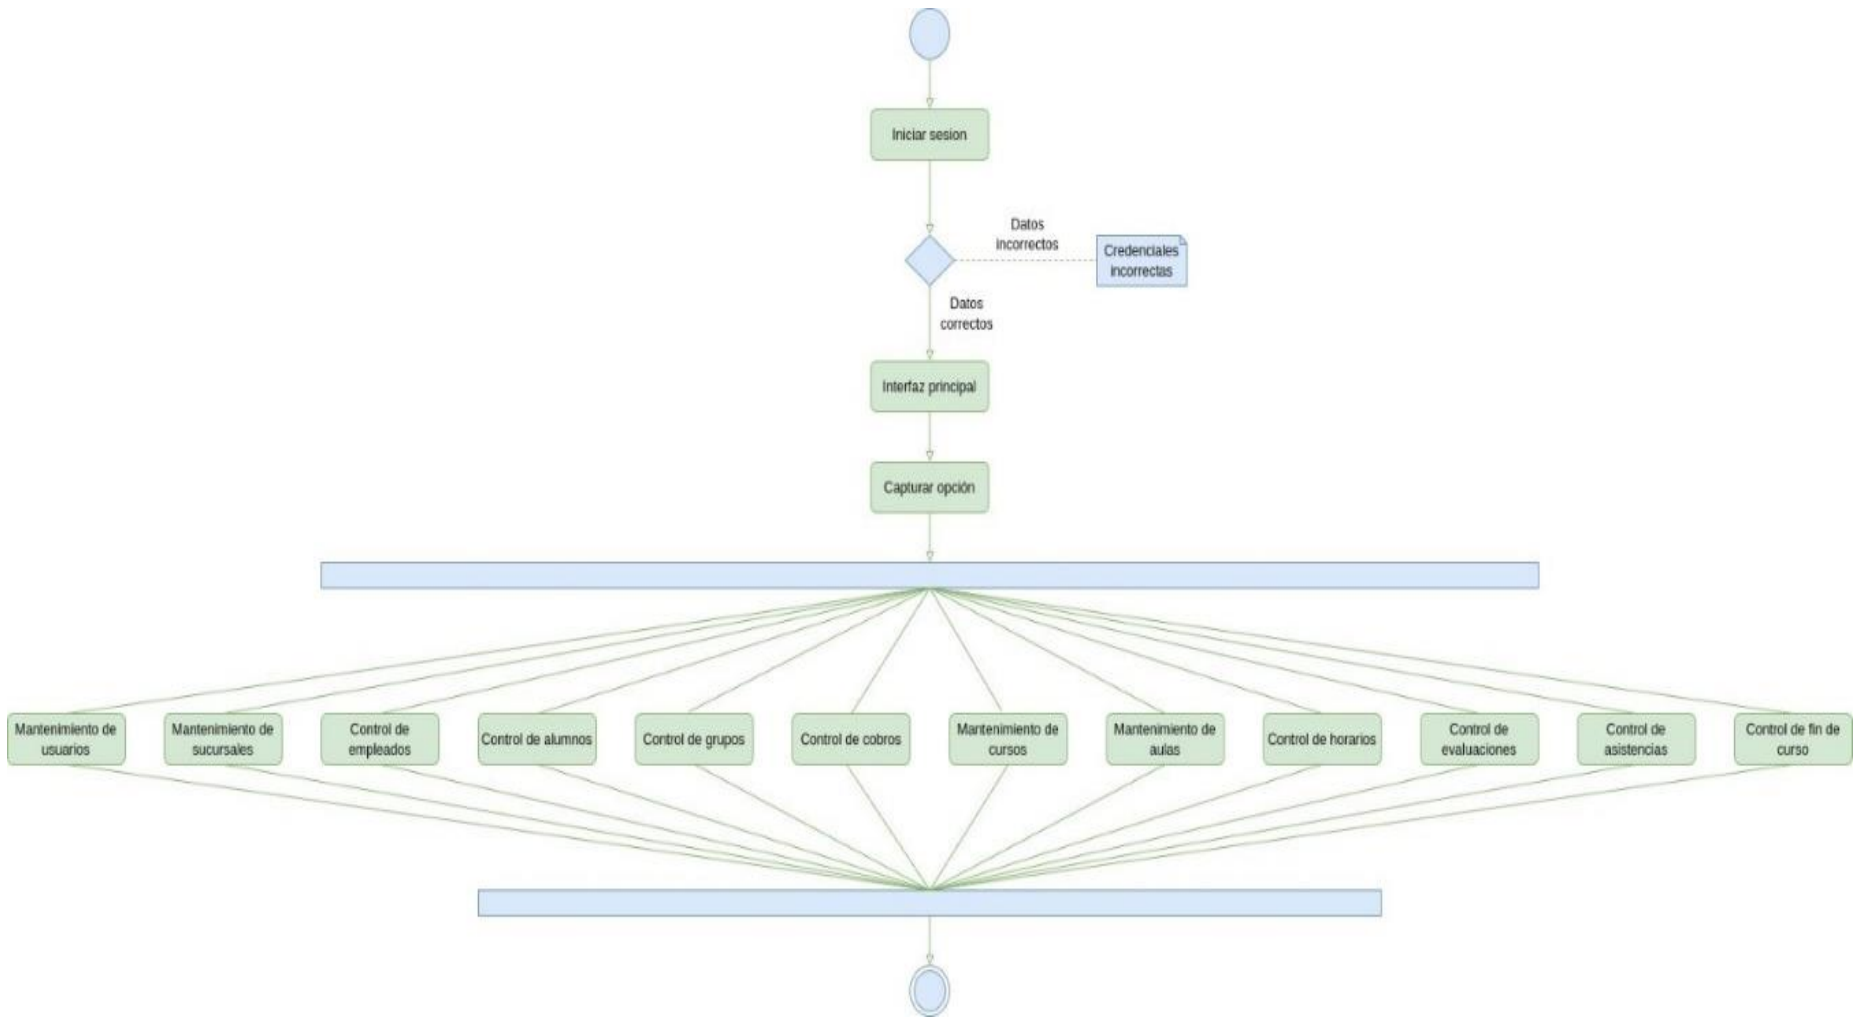 Iniciar sesion
Datos
incorrectos
Credenciales
incorrectas
Datos
correctos
Interfaz principal
Capturar opción
Mantenimiento de
usuarios
Mantenimiento de
sucursales
Control de
empleados
Control de alumnos
Control de grupos
Control de cobros
Mantenimiento de
cursos
Mantenimiento de
aulas
Control de horarios
Control de
evaluaciones
Control de
asistencias
Control de fin de
curso